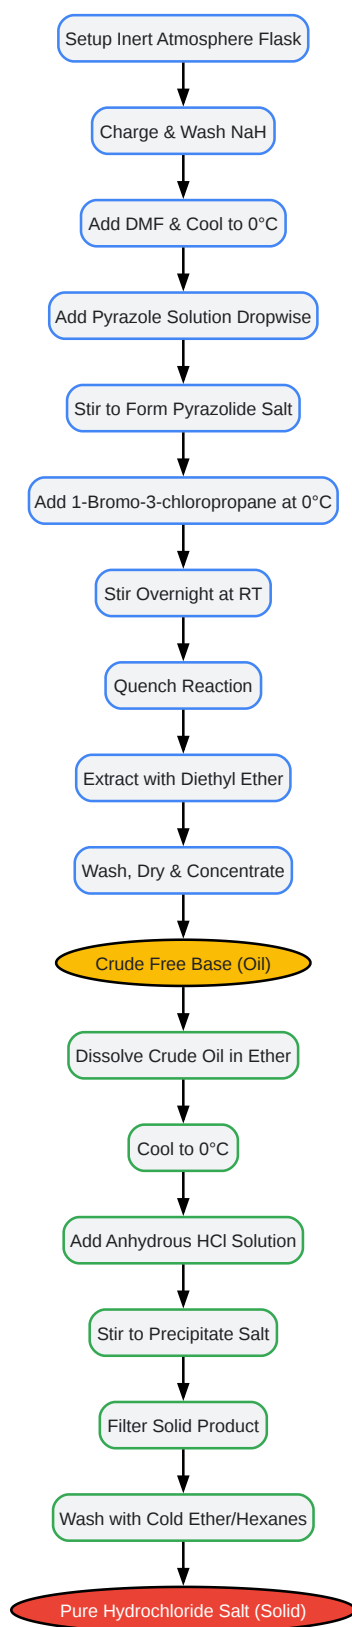 Setup Inert Atmosphere Flask
Charge & Wash NaH
Add DMF & Cool to 0°C
Add Pyrazole Solution Dropwise
Stir to Form Pyrazolide Salt
Add 1-Bromo-3-chloropropane at 0°C
Stir Overnight at RT
Quench Reaction
Extract with Diethyl Ether
Wash, Dry & Concentrate
Crude Free Base (Oil)
Dissolve Crude Oil in Ether
Cool to 0°C
Add Anhydrous HCl Solution
Stir to Precipitate Salt
Filter Solid Product
Wash with Cold Ether/Hexanes
Pure Hydrochloride Salt (Solid)